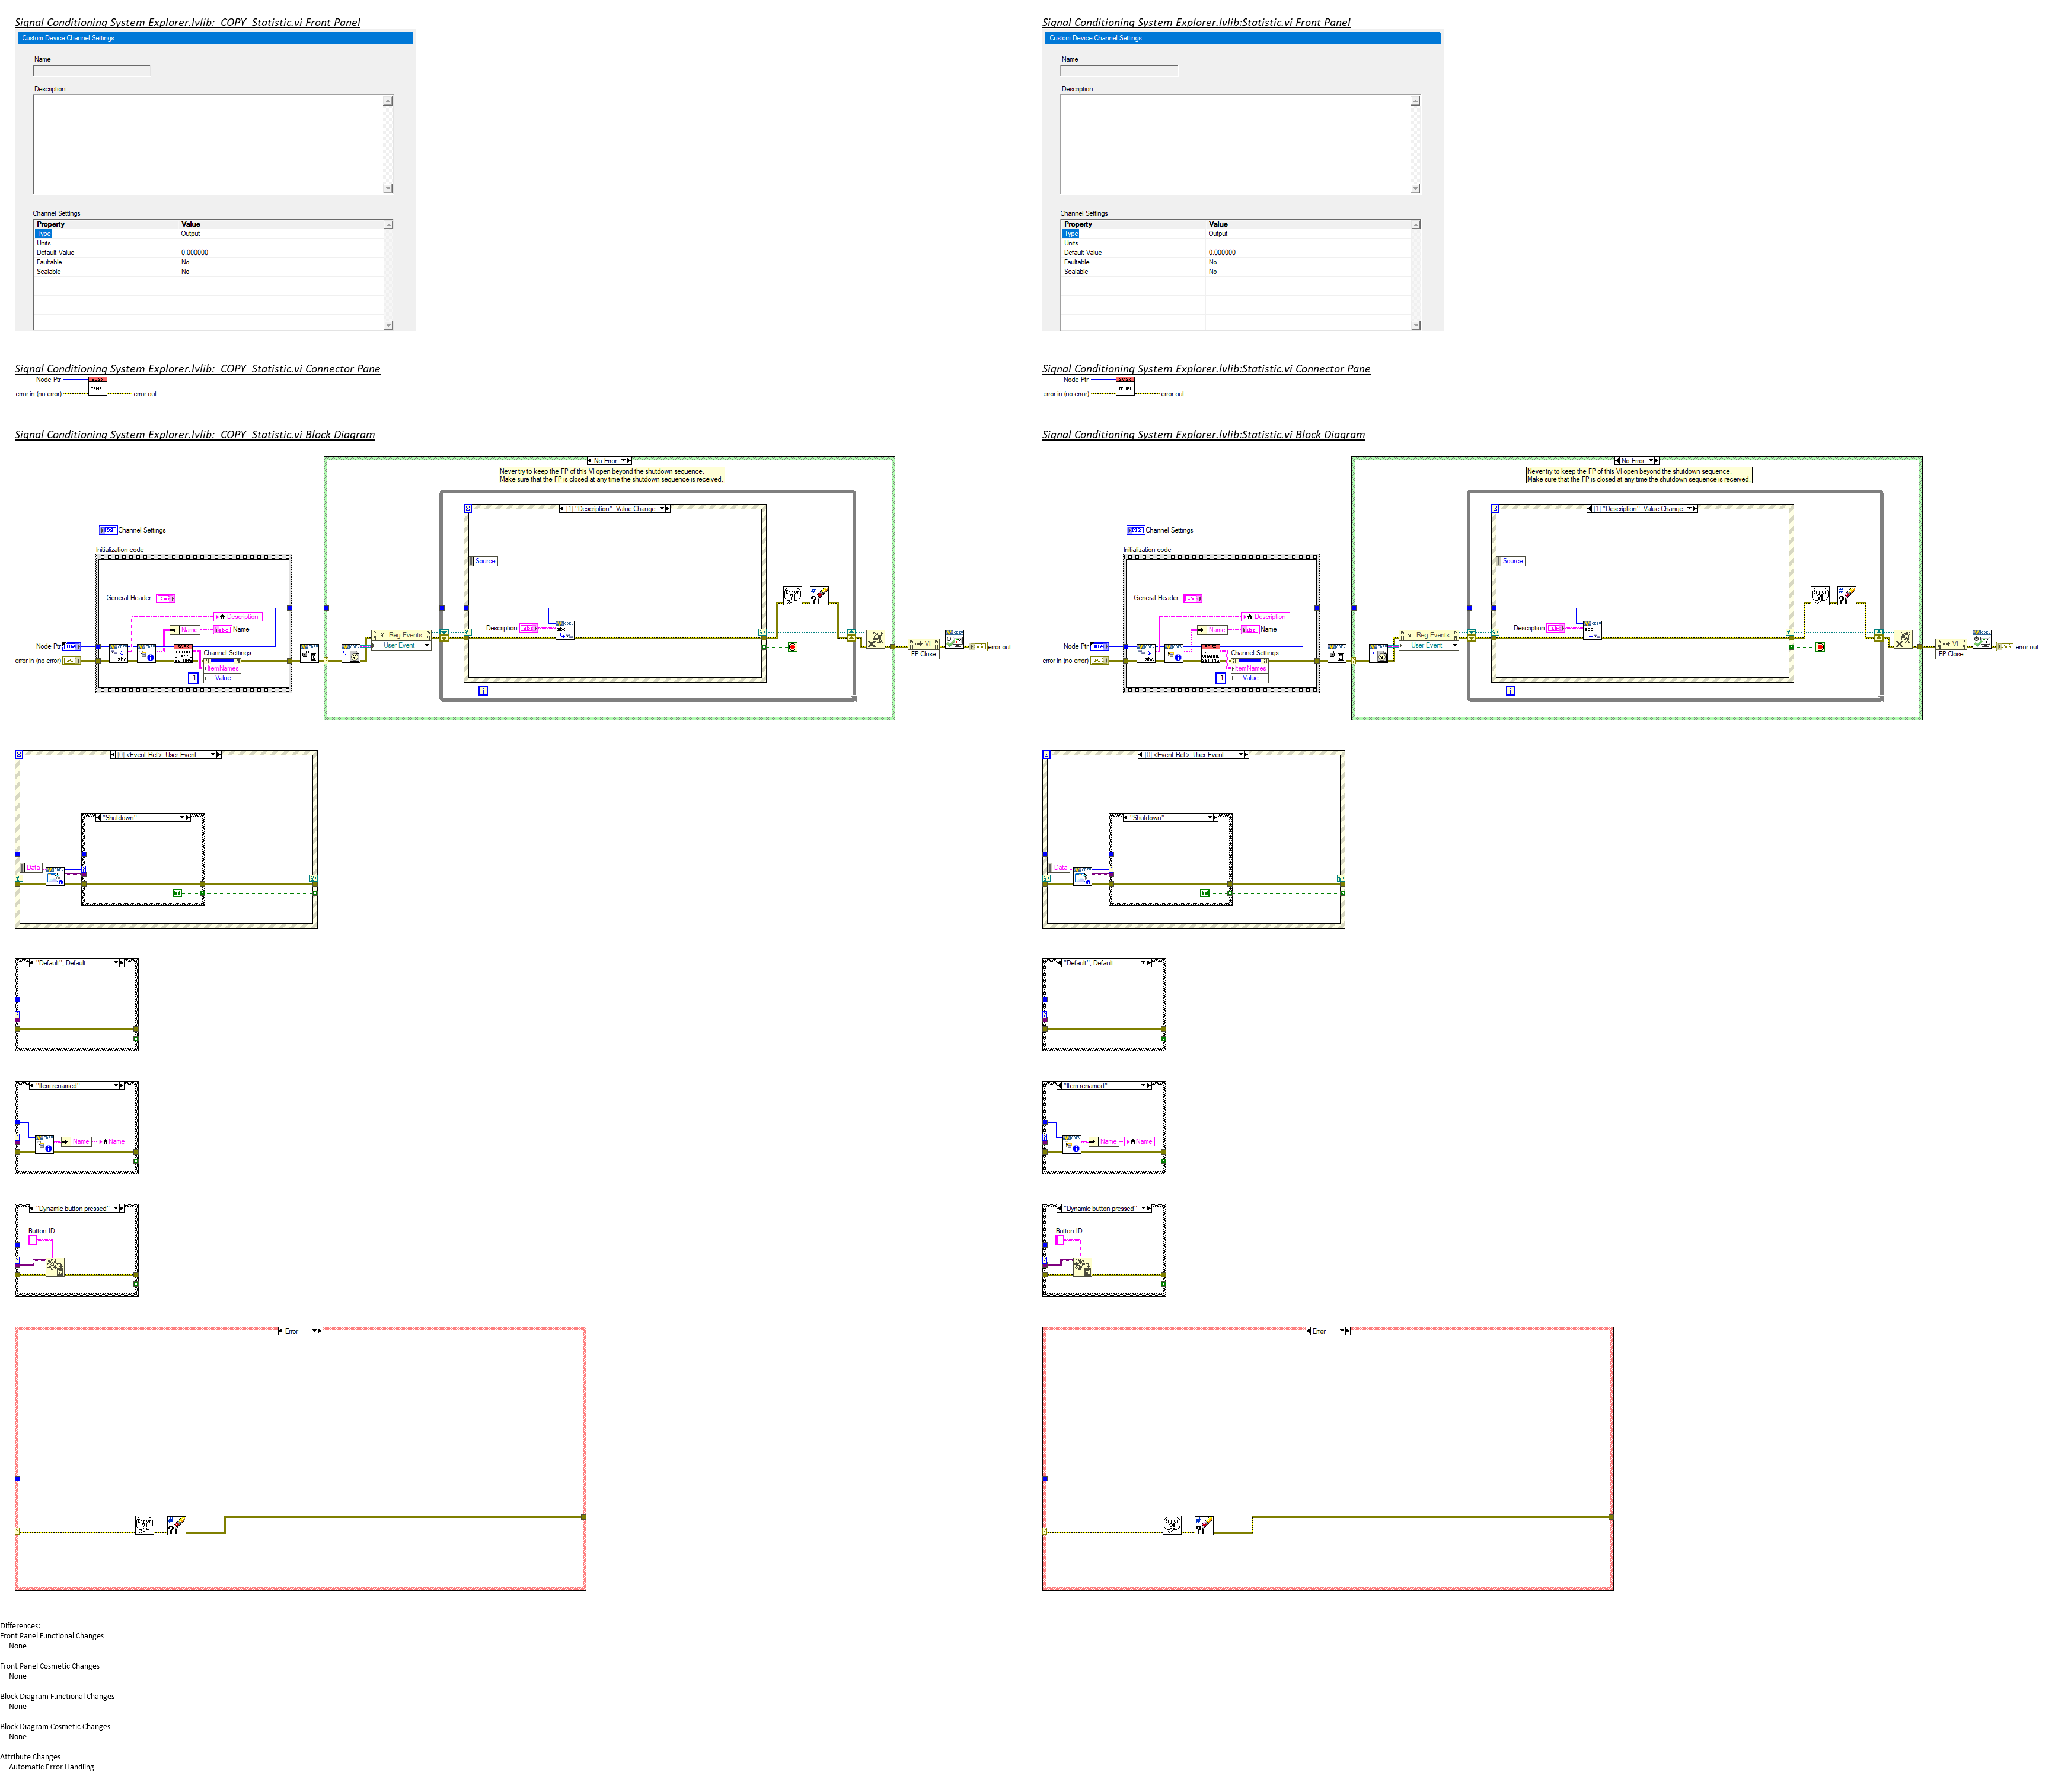 Signal Conditioning System Explorer.lvlib:_COPY_Statistic.vi Front Panel
Custom Device Channel Settings
Name
Description
Channel Settings
Property Value
Type Output
Units
Default Value 0.000000
Faultable No
Scalable No
Signal Conditioning System Explorer.lvlib:Statistic.vi Front Panel
Custom Device Channel Settings
Name
Description
Channel Settings
Property Value
Type Output
Units
Default Value 0.000000
Faultable No
Scalable No
Signal Conditioning System Explorer.lvlib:_COPY_Statistic.vi Connector Pane
Node Ptr
TEMPL
error in (no error) error out
Signal Conditioning System Explorer.lvlib:Statistic.vi Connector Pane
Node Ptr
TEMPL
error in (no error) error out
Signal Conditioning System Explorer.lvlib:_COPY_Statistic.vi Block Diagram
No Error
Never try to keep the FP of this VI open beyond the shutdown sequence.
Make sure that the FP is closed at any time the shutdown sequence is received.
[1] "Description": Value Change
Channel Settings
Initialization code
Source
General Header
Description
Name Name
Description
Reg Events
User Event
Node Ptr
error in (no error)
Channel Settings
ItemNames
-1 Value
FP.Close
error out
i
Signal Conditioning System Explorer.lvlib:Statistic.vi Block Diagram
No Error
Never try to keep the FP of this VI open beyond the shutdown sequence.
Make sure that the FP is closed at any time the shutdown sequence is received.
[1] "Description": Value Change
Channel Settings
Initialization code
Source
General Header
Description
Name Name
Description
Reg Events
User Event
Node Ptr
error in (no error)
Channel Settings
ItemNames
-1 Value
FP.Close
error out
i
[0] <Event Ref>: User Event
"Shutdown"
Data
[0] <Event Ref>: User Event
"Shutdown"
Data
"Default", Default
"Default", Default
"Item renamed"
Name Name
"Item renamed"
Name Name
"Dynamic button pressed"
Button ID
"Dynamic button pressed"
Button ID
Error
Error
Differences:
Front Panel Functional Changes
None
Front Panel Cosmetic Changes
None
Block Diagram Functional Changes
None
Block Diagram Cosmetic Changes
None
Attribute Changes
Automatic Error Handling